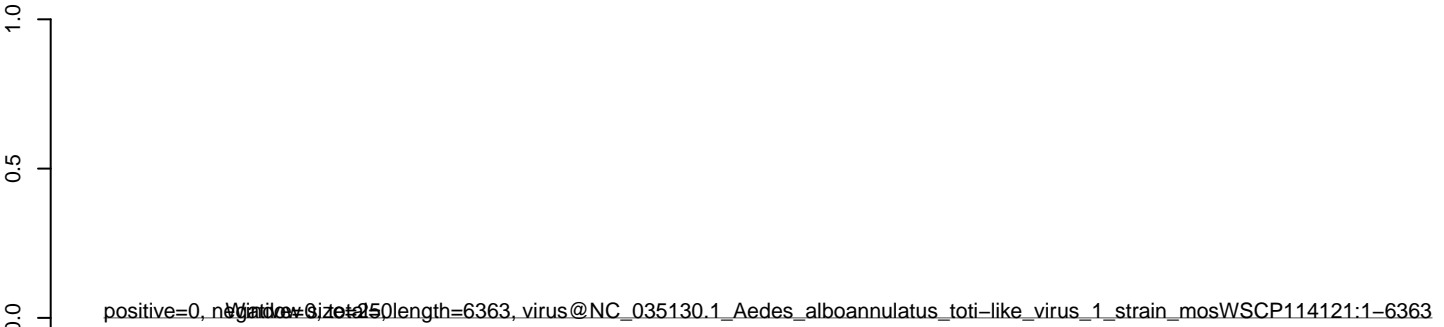 1.0
0.5
0.0
positive=0, negative=0, total=0, length=6363, virus@NC_035130.1_Aedes_alboannulatus_toti−like_virus_1_strain_mosWSCP114121:1−6363
Window size=250